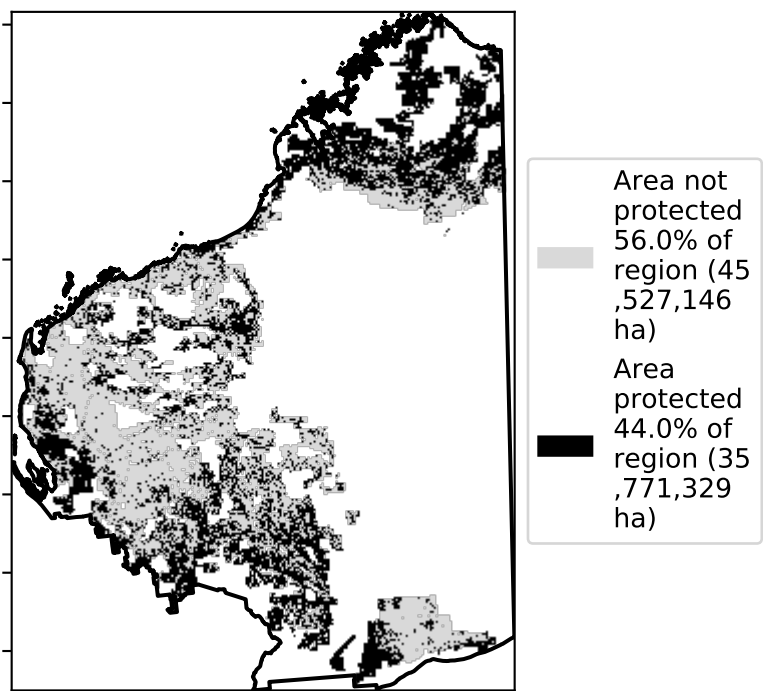 Area not
protected
56.0% of
region (45
,527,146
ha)
Area
protected
44.0% of
region (35
,771,329
ha)